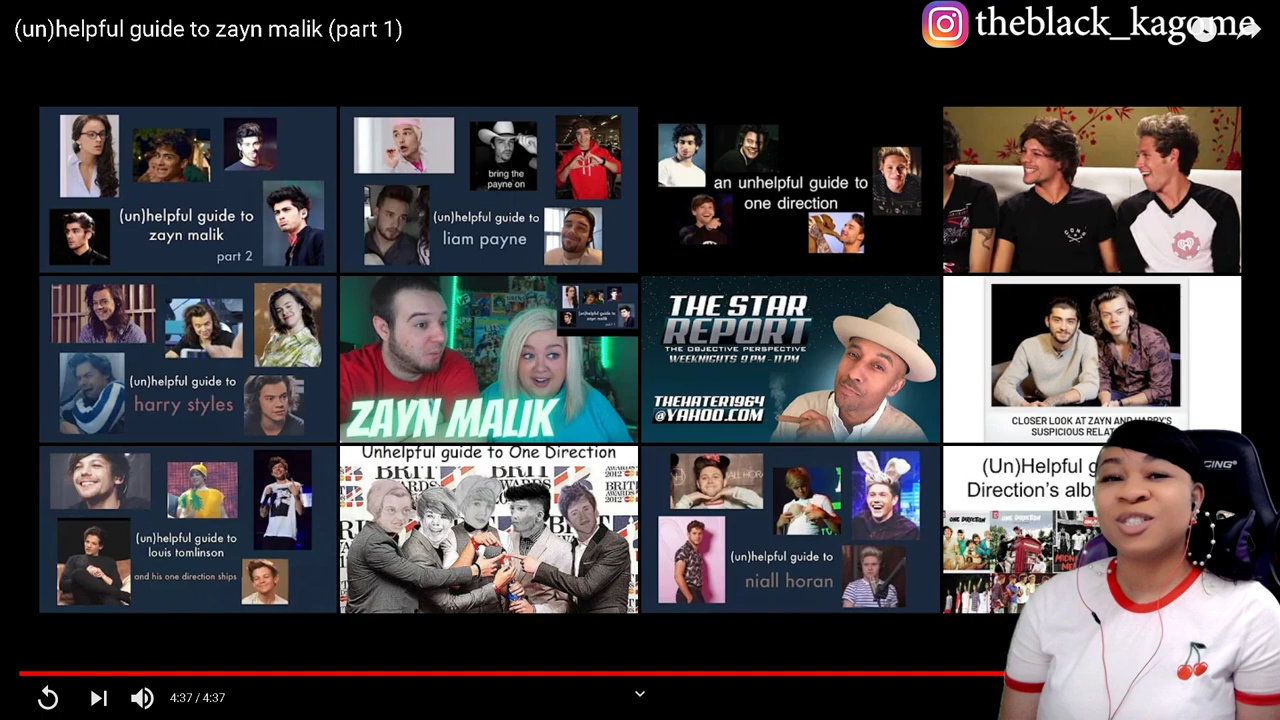 (un)helpful guide to zayn malik (part 1)
theblack_kagome
(un)helpful guide to
zayn malik
part 2
bring the
payne on
(un)helpful guide to
liam payne
an unhelpful guide to
one direction
(un)helpful guide to
harry styles
ZAYN MALIK
THE STAR
REPORT
THE OBJECTIVE PERSPECTIVE
WEEKNIGHTS 9 PM - 11 PM
THEHATER1964
@YAHOO.COM
CLOSER LOOK AT ZAYN AND HARRY'S
SUSPICIOUS
(un)helpful guide to
louis tomlinson
and his one direction ships
Unhelpful guide to One Direction
BRIT
AWARDS
2012
(un)helpful guide to
niall horan
(Un)Helpful
Direction's
4:37 / 4:37